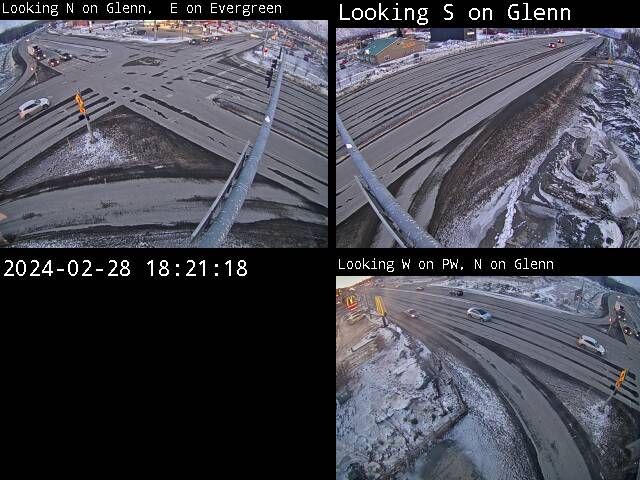 Looking N on Glenn,  E on Evergreen
Looking S on Glenn
2024-02-28 18:21:18
Looking W on PW, N on Glenn